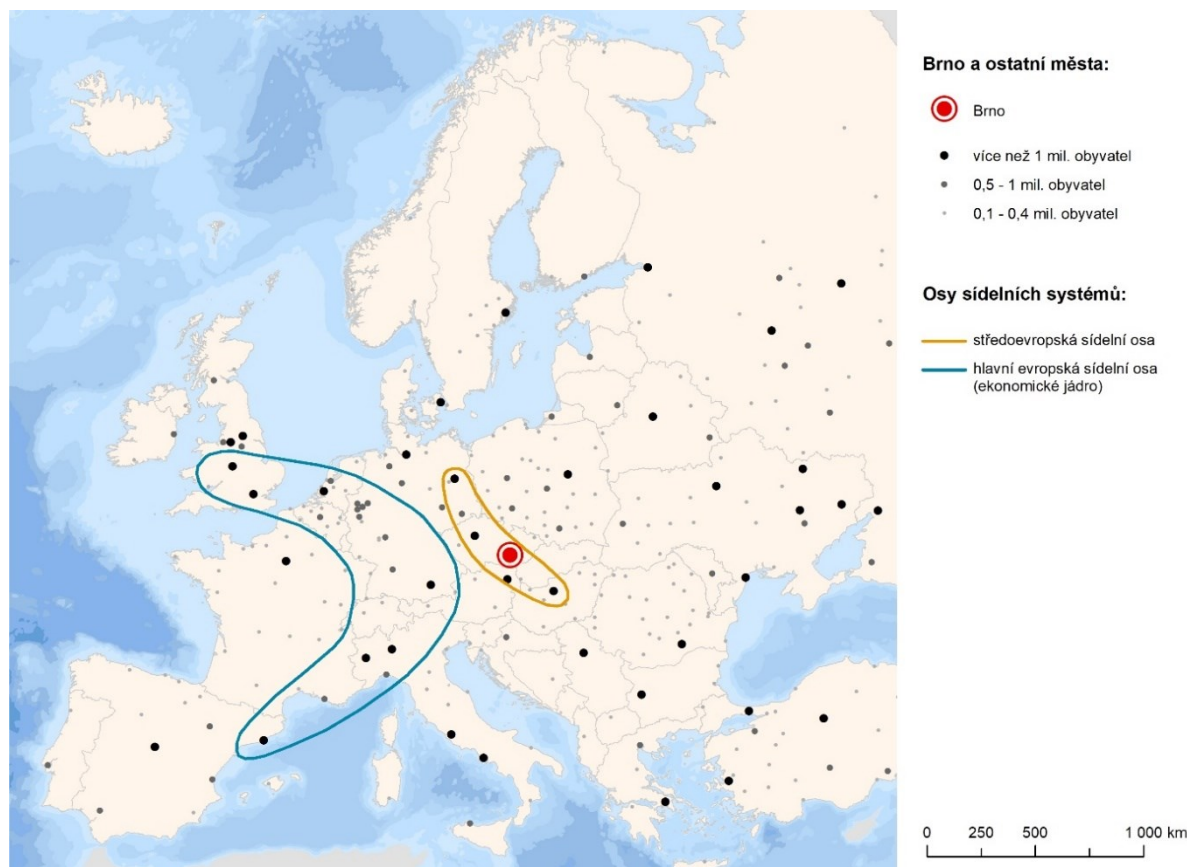 Brno a ostatní města:
Brno
více než 1 mil. obyvatel
0,5 - 1 mil. obyvatel
0,1 - 0,4 mil. obyvatel
Osy sídelních systémů:
středoevropská sídelní osa
hlavní evropská sídelní osa
(ekonomické jádro)
0 250 500 1 000 km